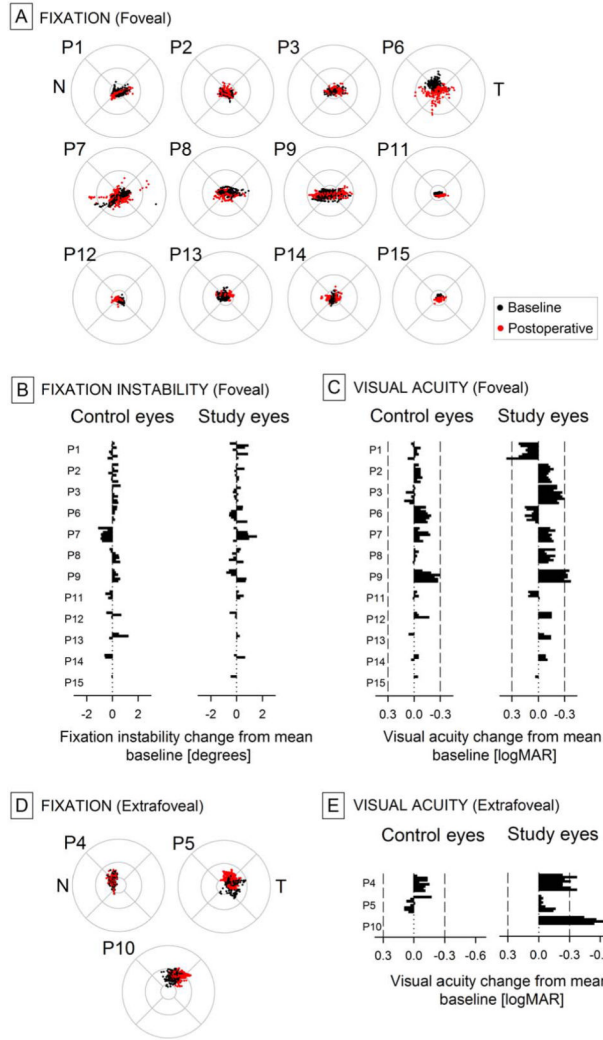 A FIXATION (Foveal)
P1 P2 P3 P6
N T
P7 P8 P9 P11
P12 P13 P14 P15
Baseline
Postoperative
B FIXATION INSTABILITY (Foveal)
Control eyes Study eyes
P1
P2
P3
P6
P7
P8
P9
P11
P12
P13
P14
P15
-2 0 2 -2 0 2
Fixation instability change from mean
baseline [degrees]
C VISUAL ACUITY (Foveal)
Control eyes Study eyes
P1
P2
P3
P6
P7
P8
P9
P11
P12
P13
P14
P15
0.3 0.0 -0.3 0.3 0.0 -0.3
Visual acuity change from mean
baseline [logMAR]
D FIXATION (Extrafoveal)
P4 P5
N T
P10
E VISUAL ACUITY (Extrafoveal)
Control eyes Study eyes
P4
P5
P10
0.3 0.0 -0.3 -0.6 0.3 0.0 -0.3
Visual acuity change from mean
baseline [logMAR]